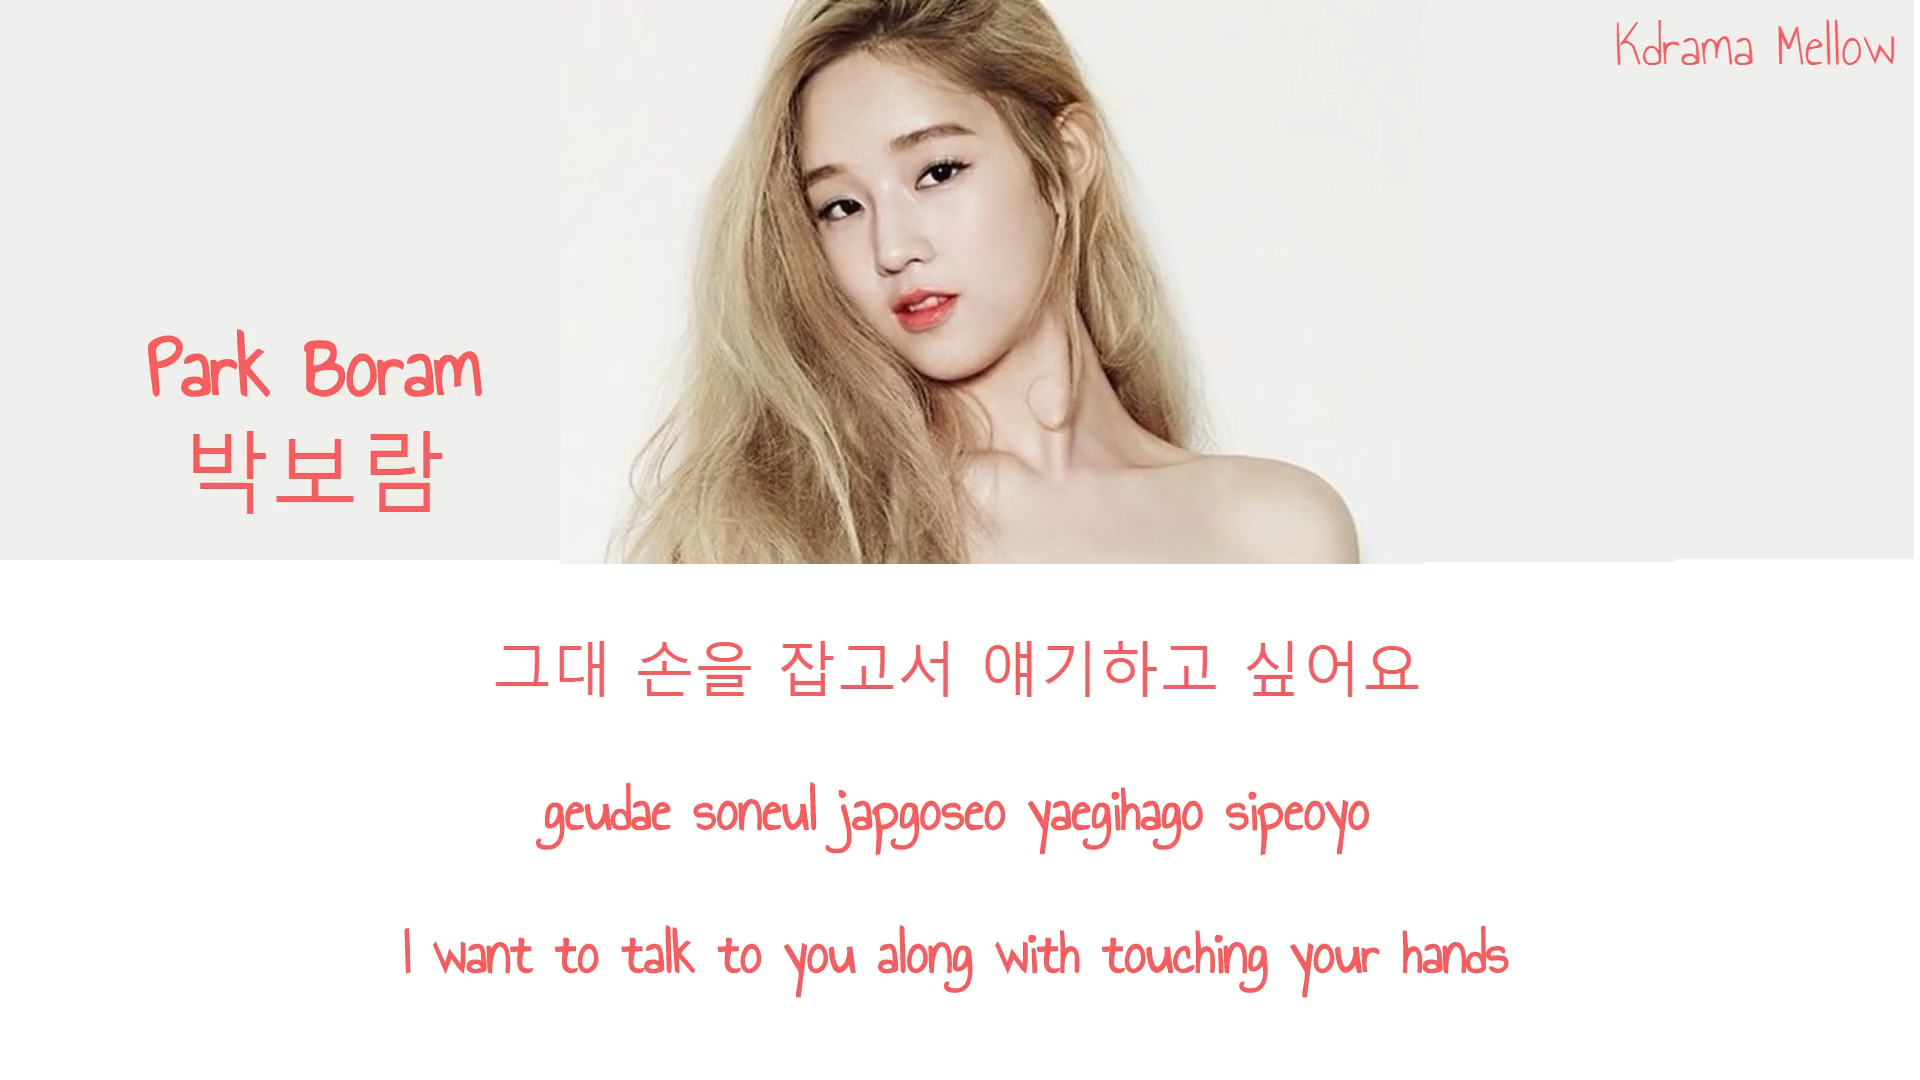 Kdrama Mellow
Park Boram
박보람
그대 손을 잡고서 얘기하고 싶어요
geudae soneul japgoseo yaegihago sipeoyo
I want to talk to you along with touching your hands